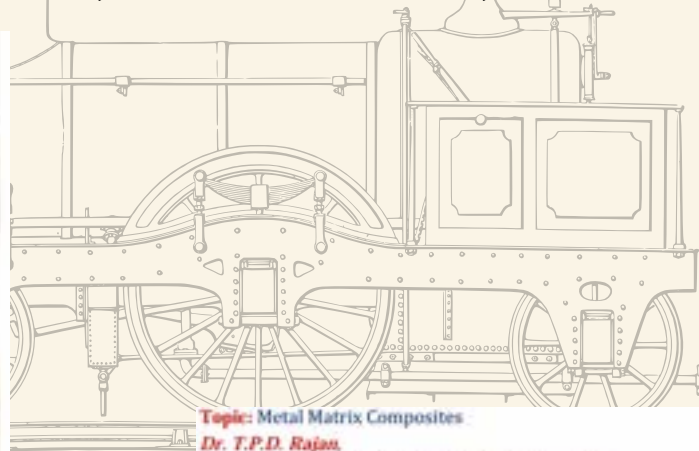 Topic: Metal Matrix Composites
Dr. T.P.D. Rajan,